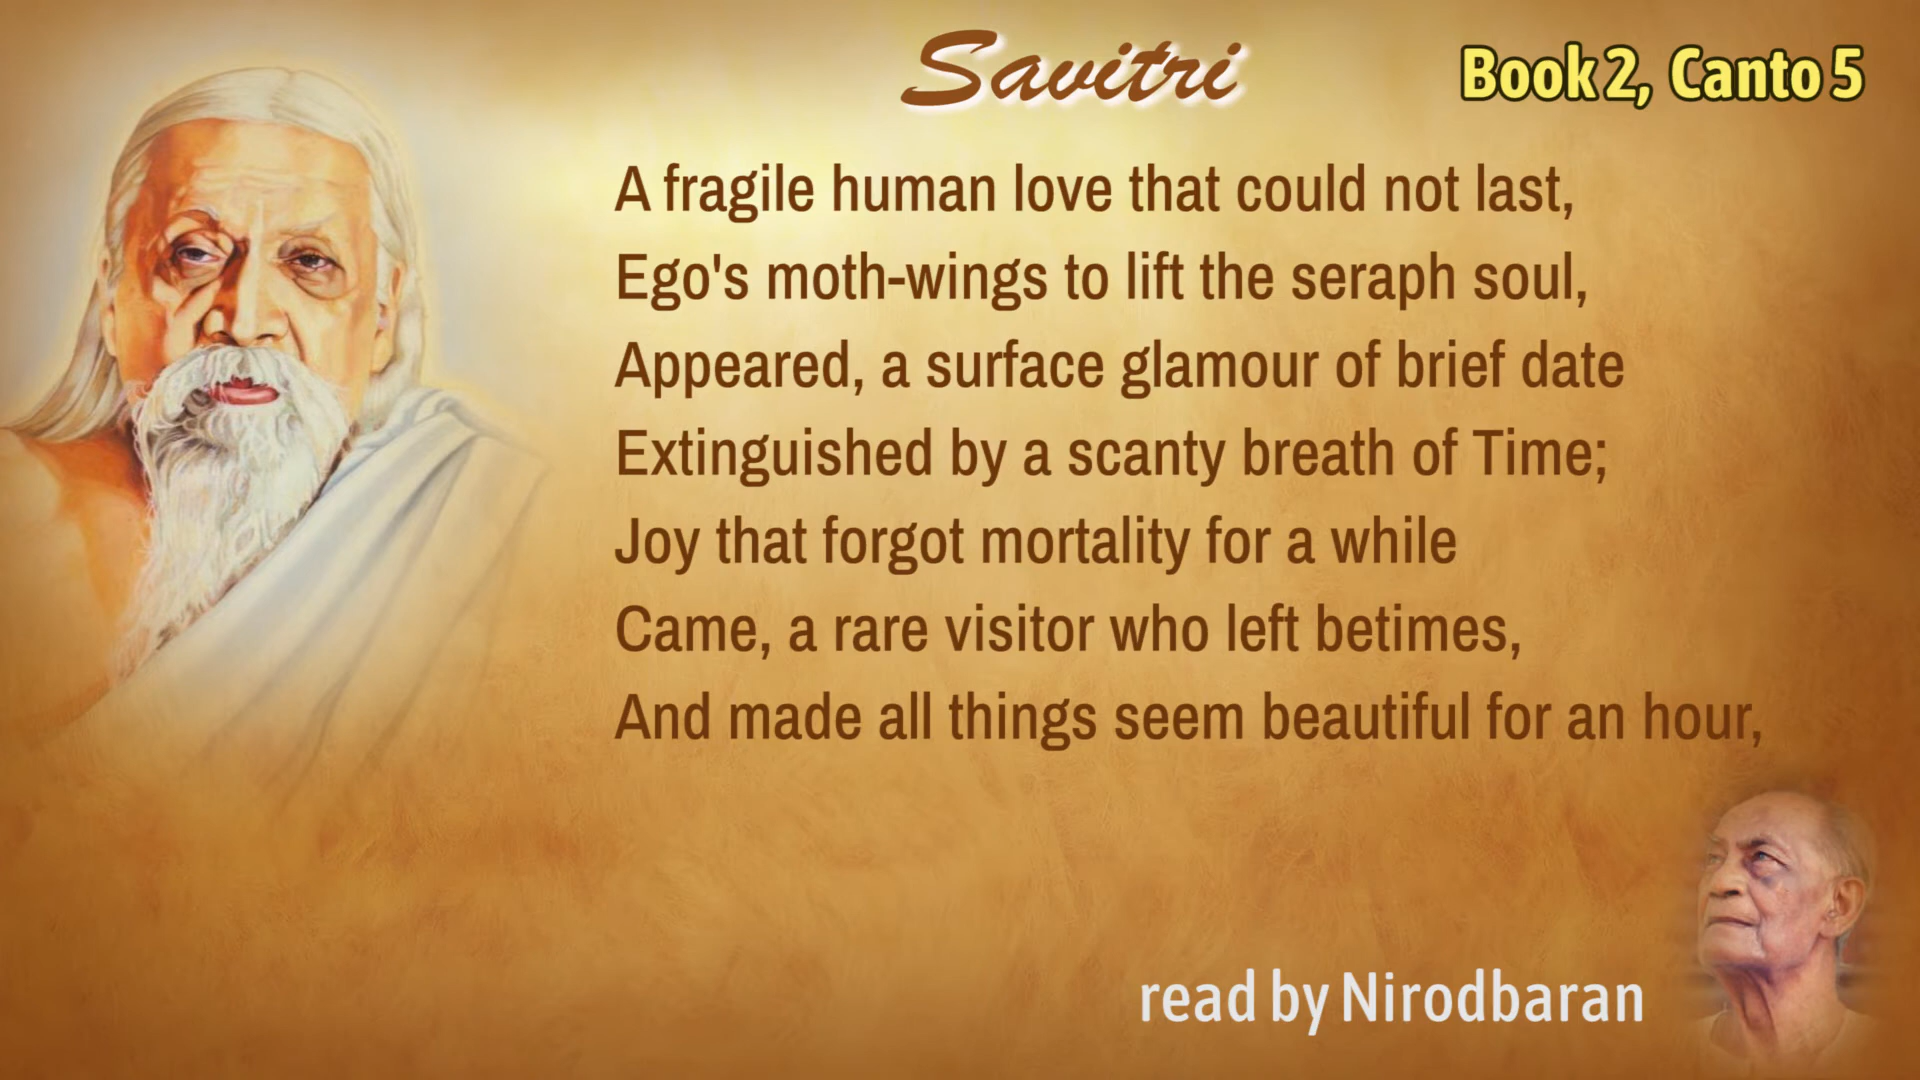 Savitri
Book 2, Canto 5
A fragile human love that could not last,
Ego's moth-wings to lift the seraph soul,
Appeared, a surface glamour of brief date
Extinguished by a scanty breath of Time;
Joy that forgot mortality for a while
Came, a rare visitor who left betimes,
And made all things seem beautiful for an hour,
read by Nirodbaran